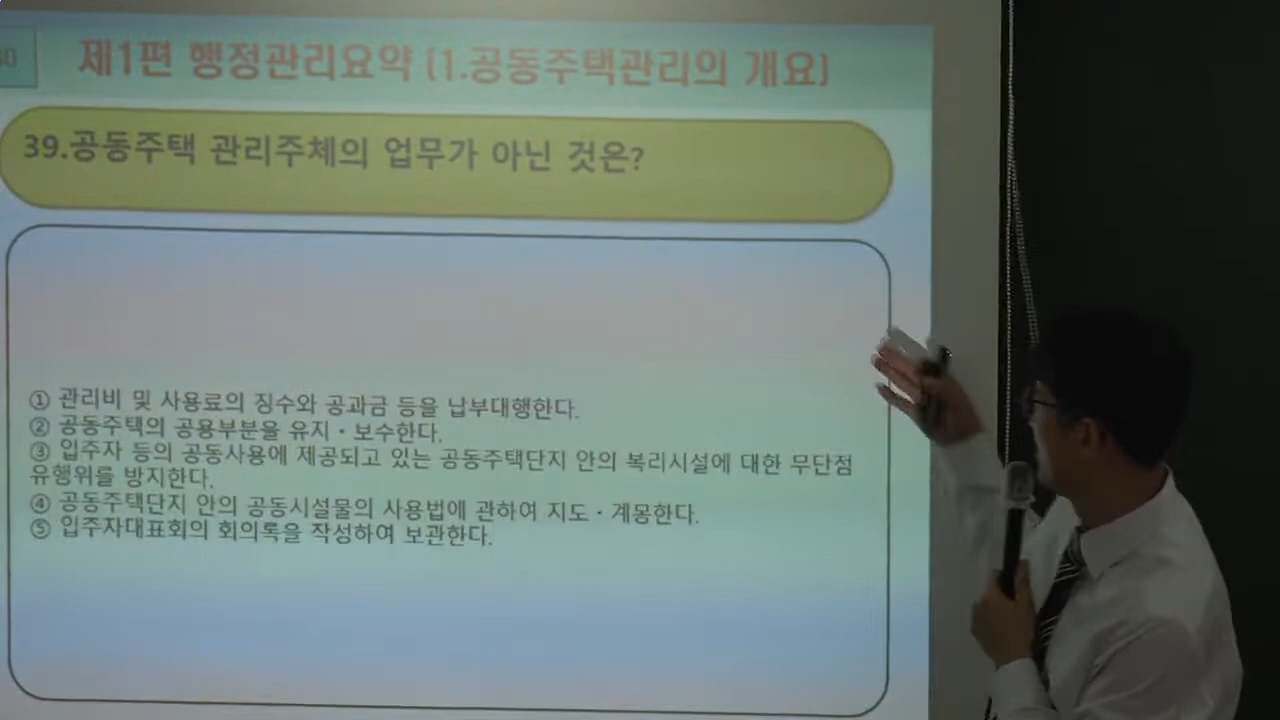 제1편 행정관리요약 [1.공동주택관리의 개요]
39.공동주택 관리주체의 업무가 아닌 것은?
① 관리비 및 사용료의 징수와 공과금 등을 납부대행한다.
② 공동주택의 공용부분을 유지·보수한다.
③ 입주자 등의 공동사용에 제공되고 있는 공동주택단지 안의 복리시설에 대한 무단점
유행위를 방지한다.
④ 공동주택단지 안의 공동시설물의 사용법에 관하여 지도·계몽한다.
⑤ 입주자대표회의 회의록을 작성하여 보관한다.